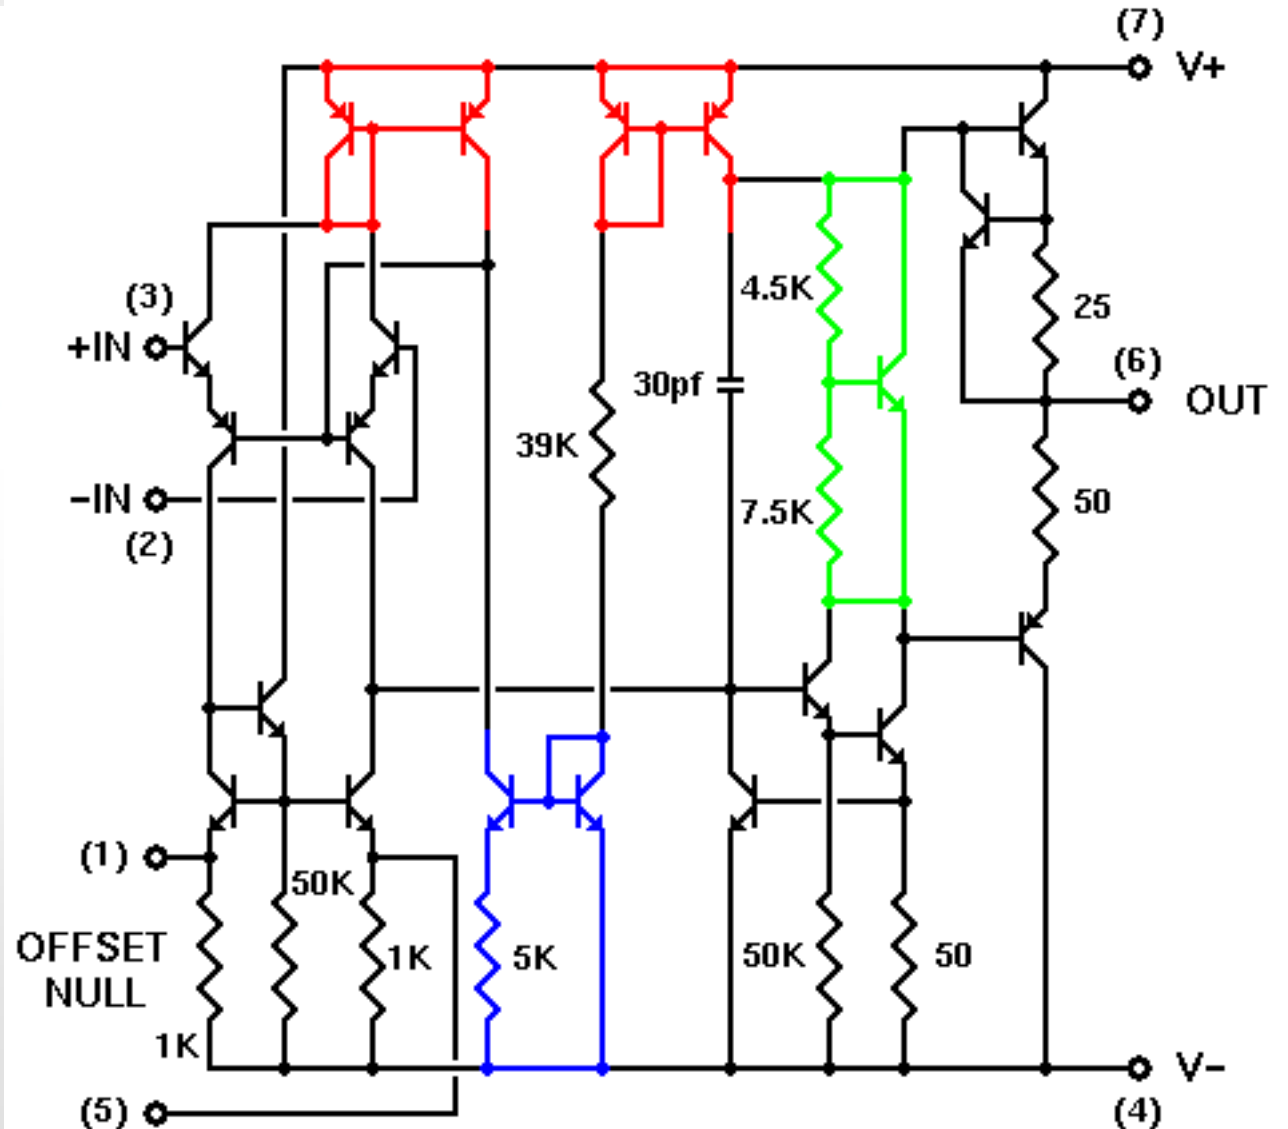 (7)
V+
(3)
+IN
4.5K
25
30pf
(6)
OUT
39K
-IN
7.5K
50
(2)
(1)
50K
OFFSET
NULL
1K
5K
50K
50
1K
V-
(5)
(4)